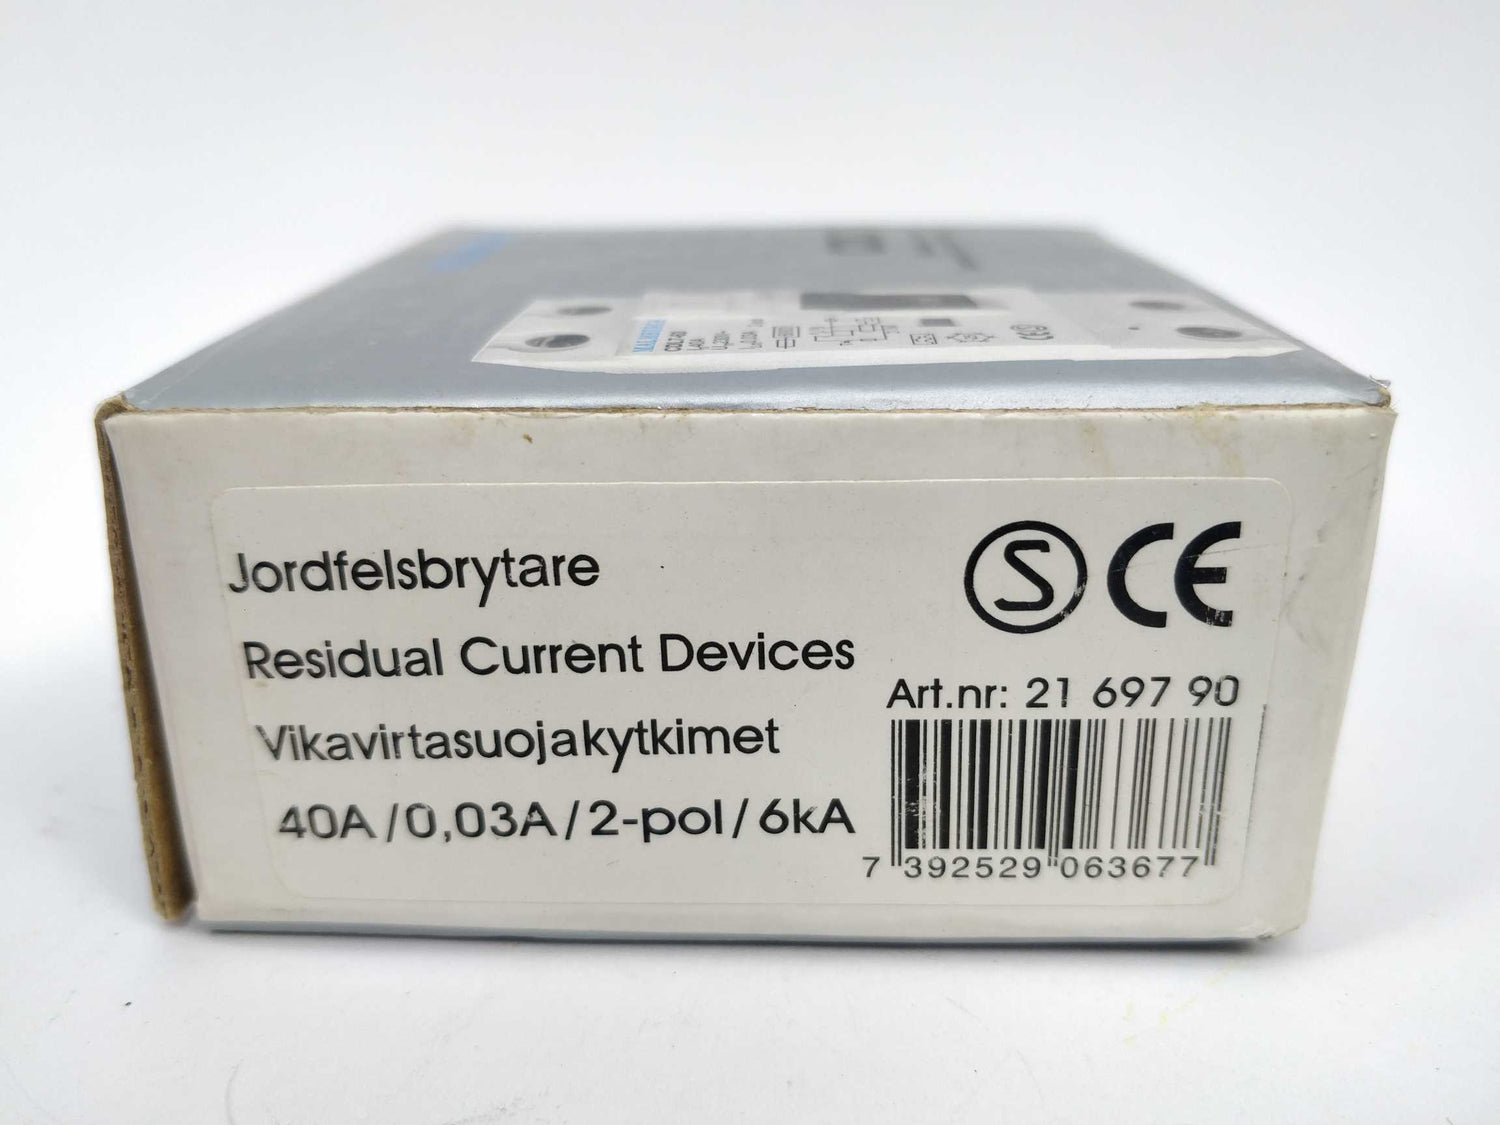 Jordfelsbrytare
Residual Current Devices
Vikavirtasuojakytkimet
40A/0,03A/2-pol/6kA
S CE
Art.nr: 21 697 90
7 392529 063677